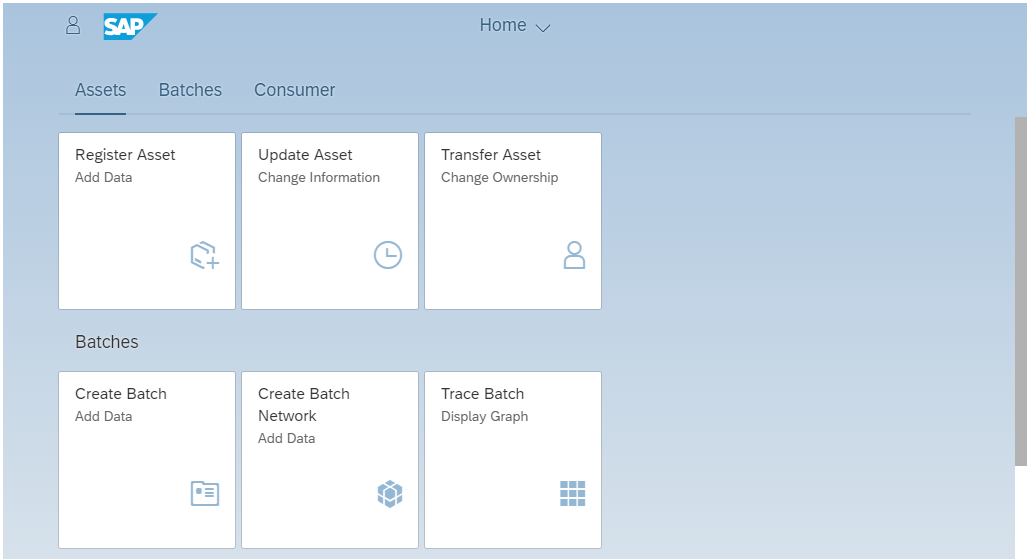 SAP
Home
Assets Batches Consumer
Register Asset
Add Data
Update Asset
Change Information
Transfer Asset
Change Ownership
Batches
Create Batch
Add Data
Create Batch
Network
Add Data
Trace Batch
Display Graph